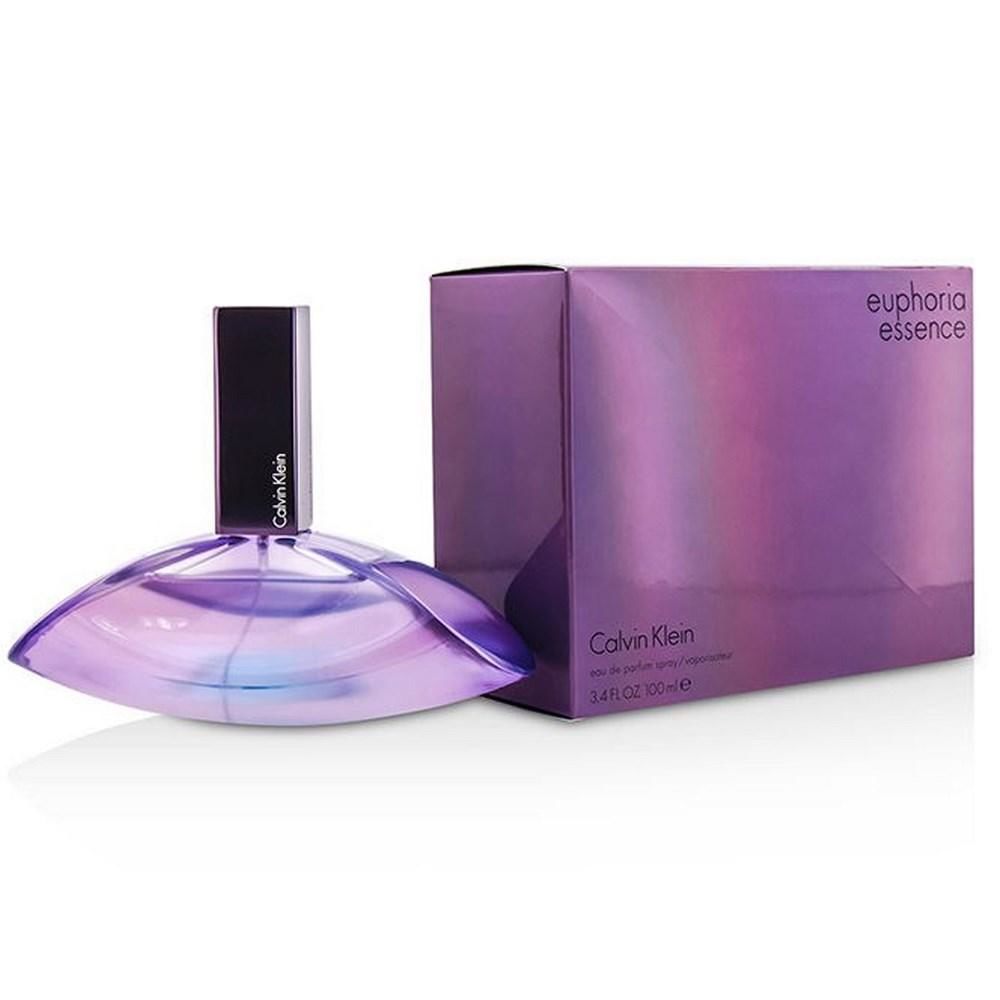 Calvin Klein
euphoria
essence
Calvin Klein
eau de parfum spray/vaporisateur
3.4 FL OZ 100 ml ℮